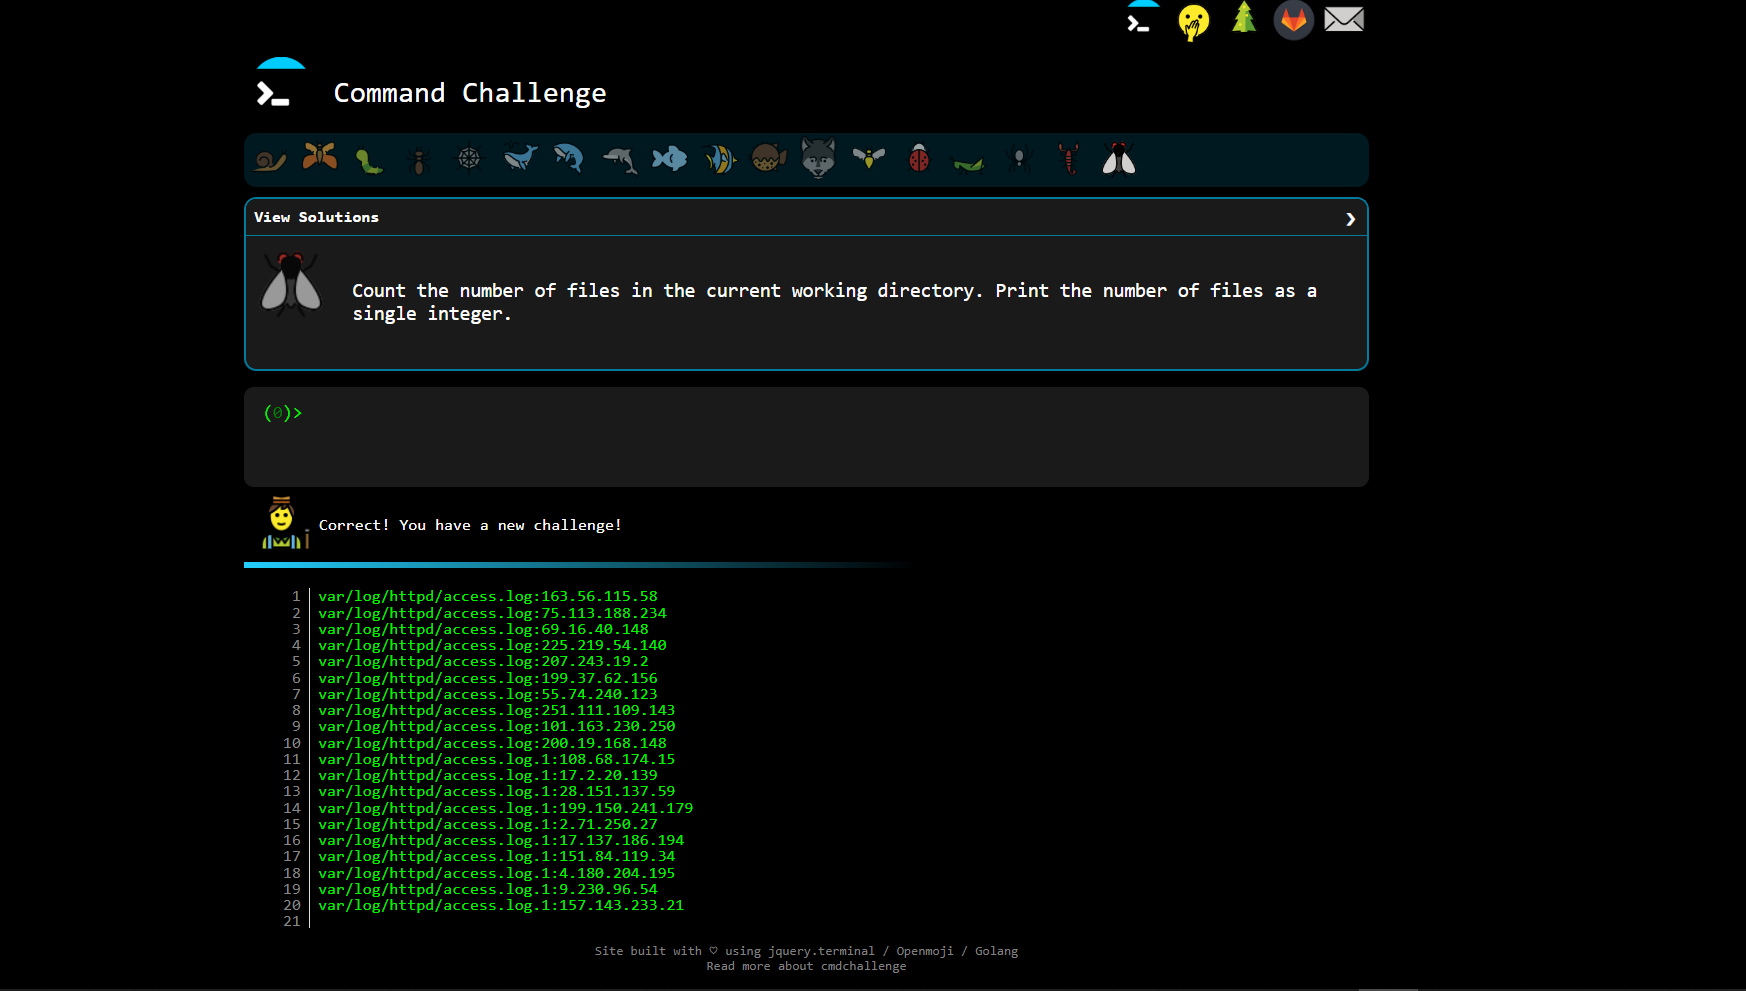 Command Challenge
View Solutions
Count the number of files in the current working directory. Print the number of files as a
single integer.
(0)>
Correct! You have a new challenge!
1 var/log/httpd/access.log:163.56.115.58
2 var/log/httpd/access.log:75.113.188.234
3 var/log/httpd/access.log:69.16.40.148
4 var/log/httpd/access.log:225.219.54.140
5 var/log/httpd/access.log:207.243.19.2
6 var/log/httpd/access.log:199.37.62.156
7 var/log/httpd/access.log:55.74.240.123
8 var/log/httpd/access.log:251.111.109.143
9 var/log/httpd/access.log:101.163.230.250
10 var/log/httpd/access.log:200.19.168.148
11 var/log/httpd/access.log.1:108.68.174.15
12 var/log/httpd/access.log.1:17.2.20.139
13 var/log/httpd/access.log.1:28.151.137.59
14 var/log/httpd/access.log.1:199.150.241.179
15 var/log/httpd/access.log.1:2.71.250.27
16 var/log/httpd/access.log.1:17.137.186.194
17 var/log/httpd/access.log.1:151.84.119.34
18 var/log/httpd/access.log.1:4.180.204.195
19 var/log/httpd/access.log.1:9.230.96.54
20 var/log/httpd/access.log.1:157.143.233.21
21
Site built with ♡ using jquery.terminal / Openmoji / Golang
Read more about cmdchallenge